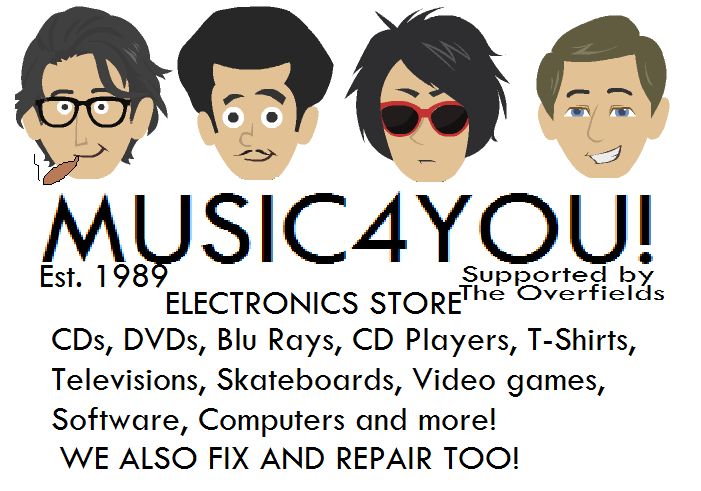 MUSIC4YOU!
Est. 1989
Supported by
The Overfields
ELECTRONICS STORE
CDs, DVDs, Blu Rays, CD Players, T-Shirts,
Televisions, Skateboards, Video games,
Software, Computers and more!
WE ALSO FIX AND REPAIR TOO!